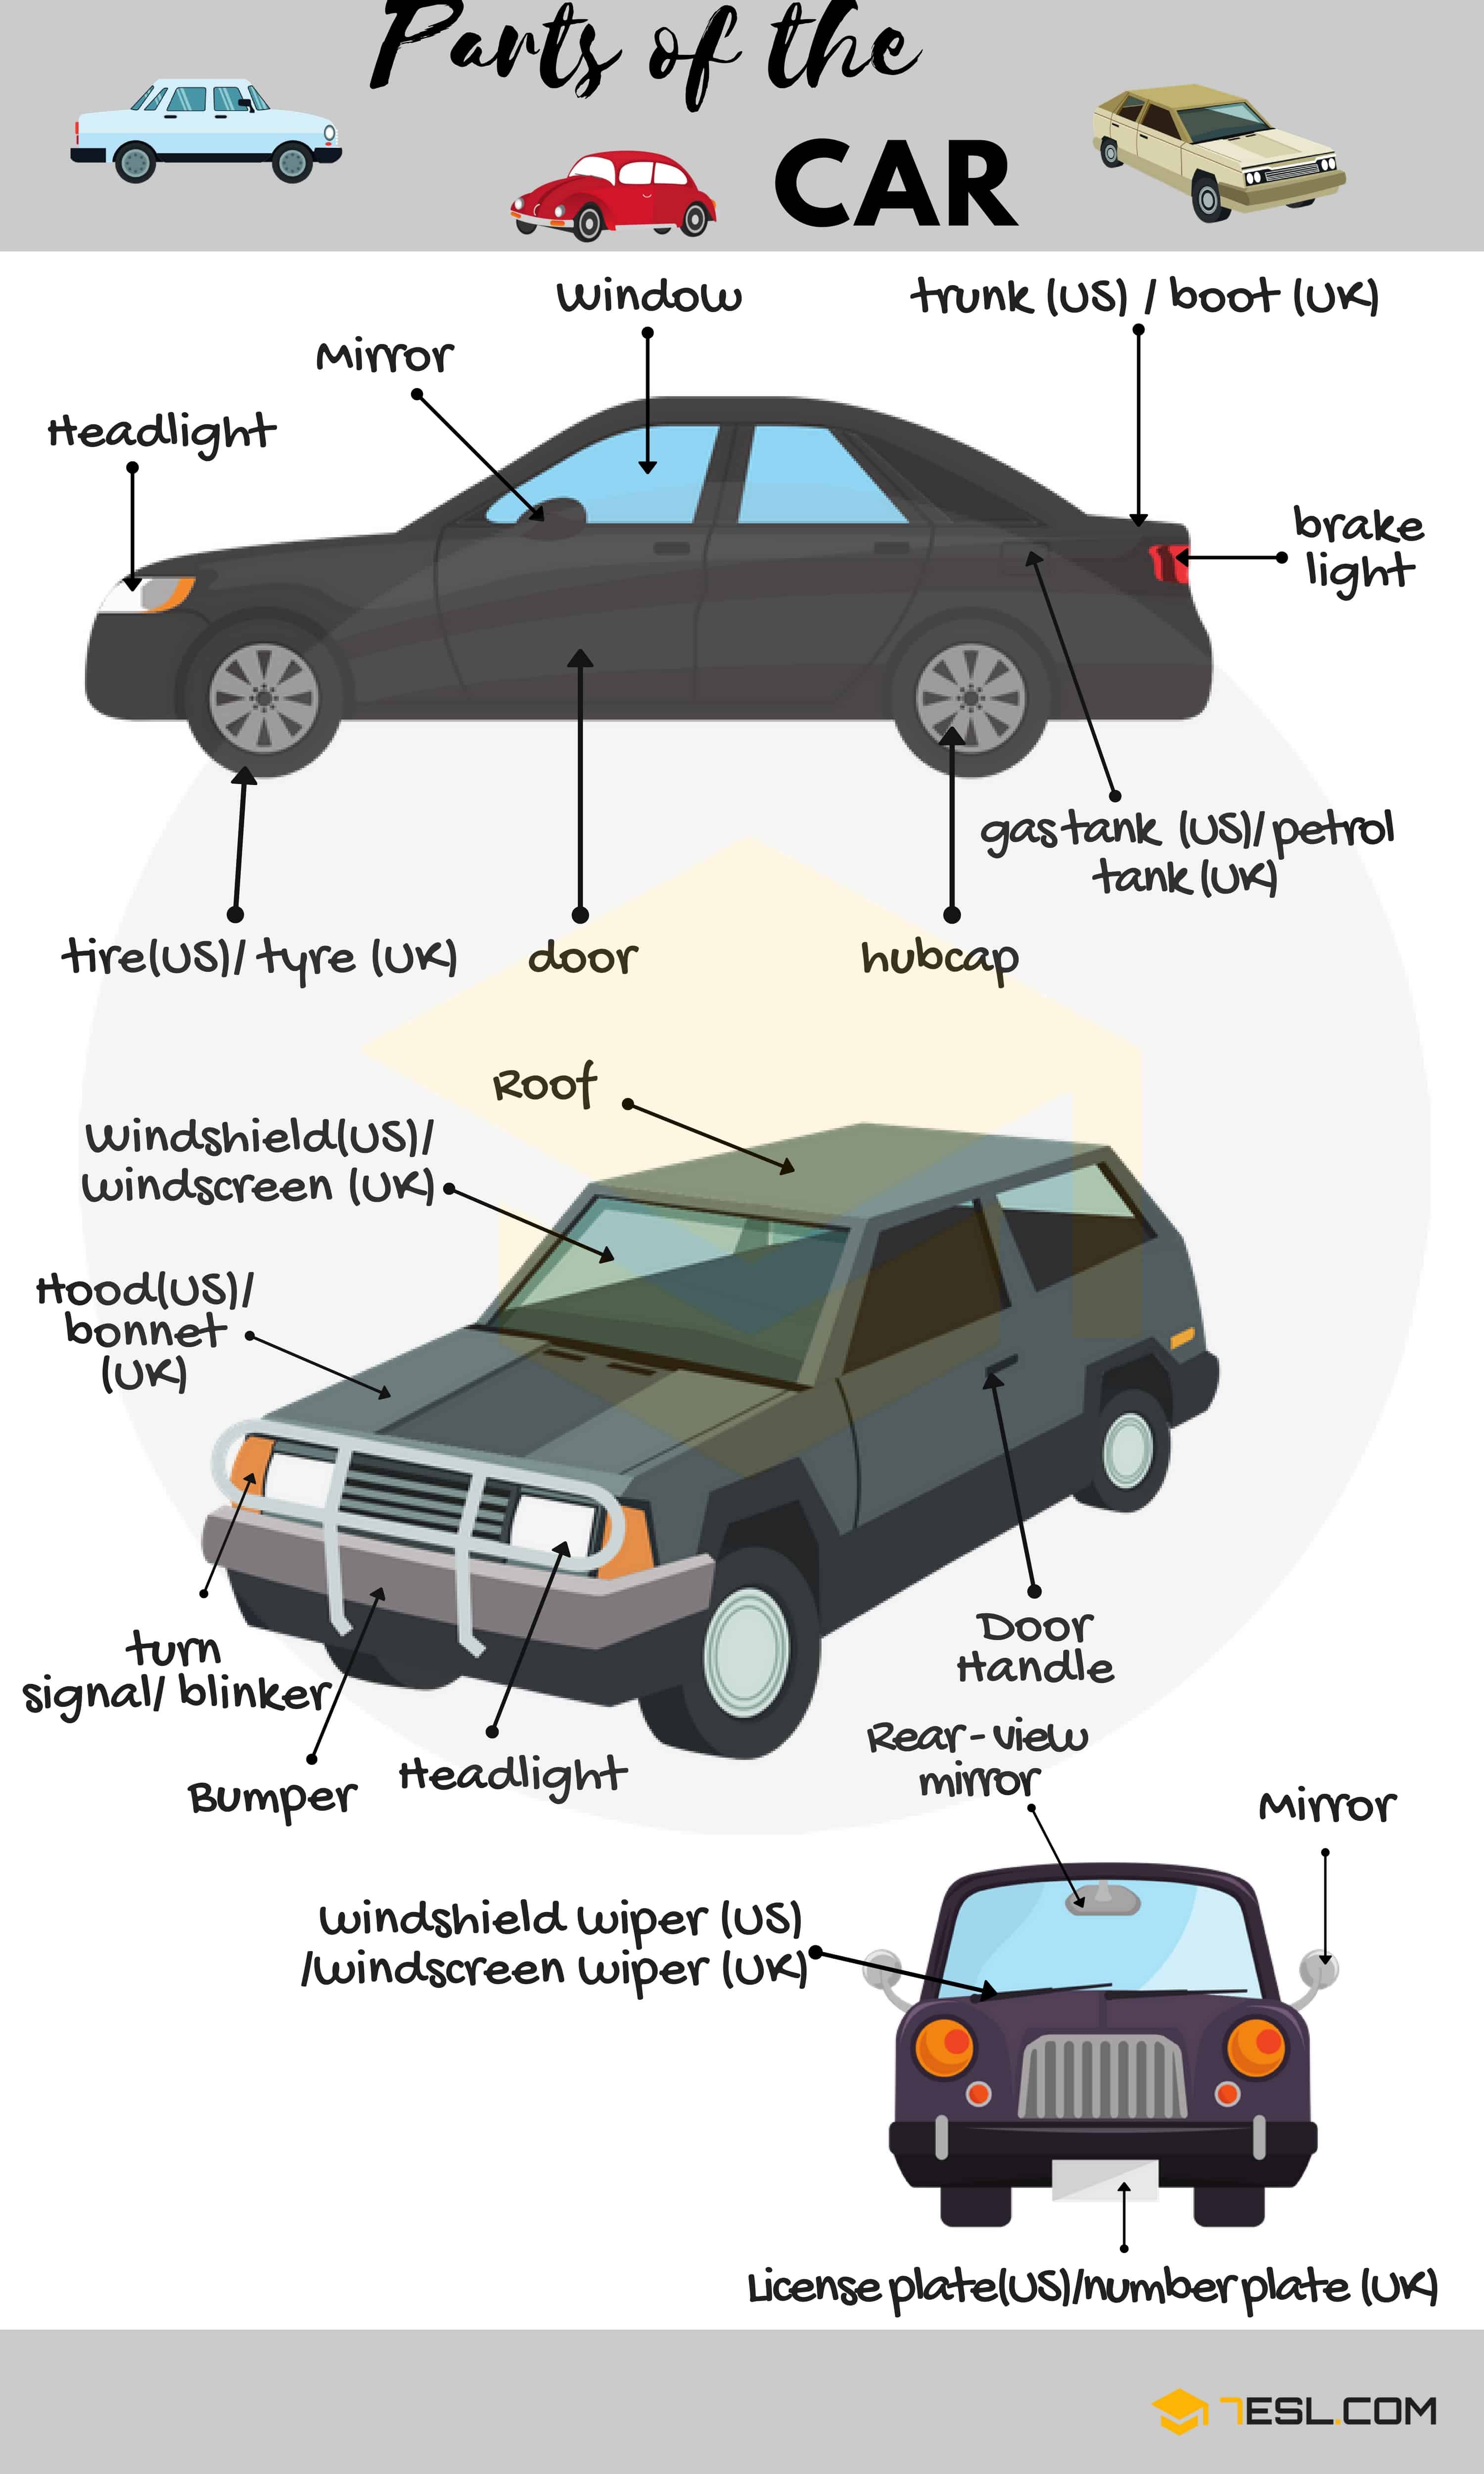 Parts of the
CAR
Window
trunk (US) / boot (UK)
Mirror
Headlight
brake
light
gas tank (US)/petrol
tank (UK)
tire(US)/ tyre (UK)
door
hubcap
Roof
Windshield(US)/
windscreen (UK)
Hood(US)/
bonnet
(UK)
turn
signal/ blinker
Door
Handle
Bumper
Headlight
Rear-view
mirror
Mirror
Windshield wiper (US)
/windscreen wiper (UK)
License plate(US)/number plate (UK)
7ESL.COM